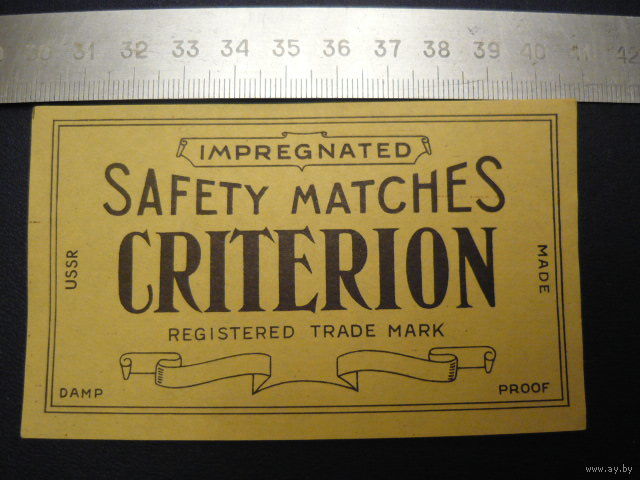 30 31 32 33 34 35 36 37 38 39 40 41 42
IMPREGNATED
SAFETY MATCHES
CRITERION
USSR
MADE
REGISTERED TRADE MARK
DAMP
PROOF
www.ay.by